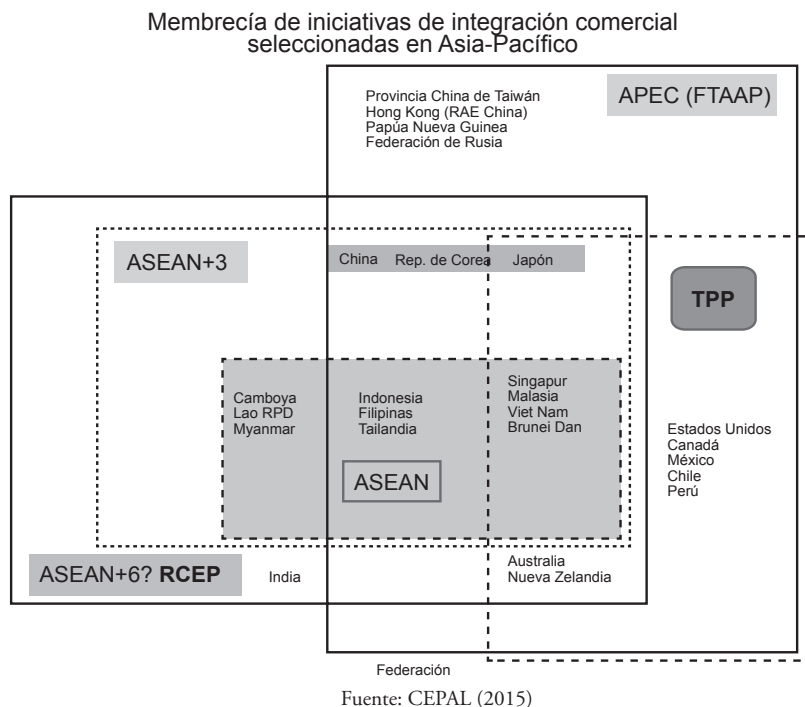 Membrecía de iniciativas de integración comercial
seleccionadas en Asia-Pacífico
Provincia China de Taiwán
Hong Kong (RAE China)
Papúa Nueva Guinea
Federación de Rusia
APEC (FTAAP)
ASEAN+3
China
Rep. de Corea
Japón
TPP
Camboya
Lao RPD
Myanmar
Indonesia
Filipinas
Tailandia
Singapur
Malasia
Viet Nam
Brunei Dan
ASEAN
Estados Unidos
Canadá
México
Chile
Perú
ASEAN+6? RCEP
India
Australia
Nueva Zelandia
Federación
Fuente: CEPAL (2015)